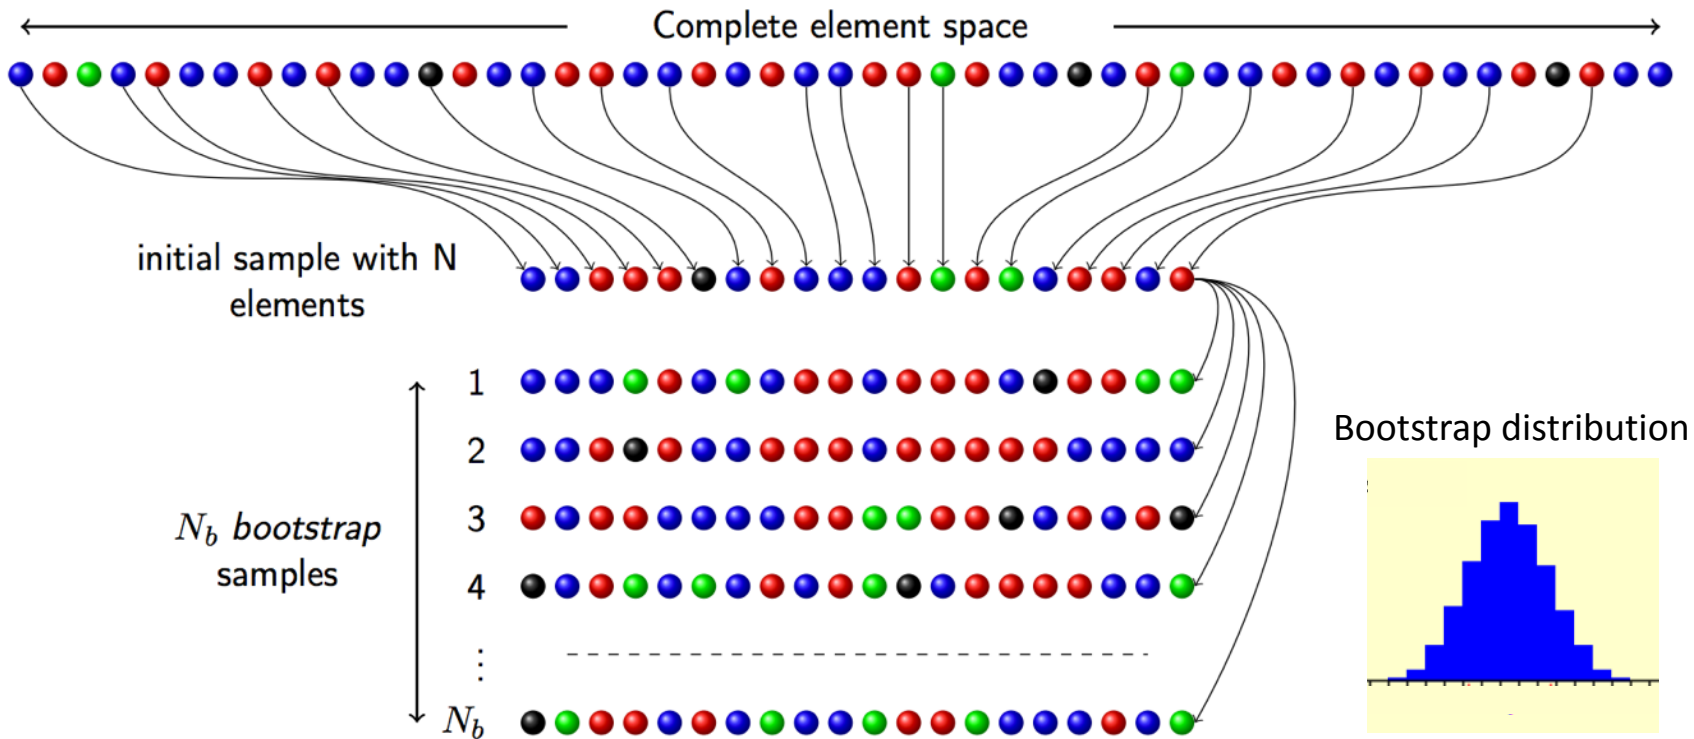 Complete element space
initial sample with N
elements
1
2
3
4
⋮
N_b
N_b bootstrap
samples
Bootstrap distribution